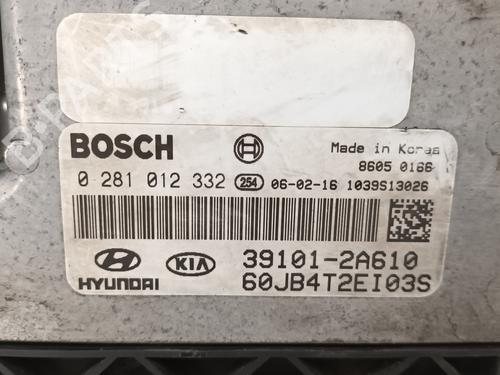 BOSCH
Made in Korea
8605 0166
0 281 012 332 254 06-02-16 1039S13026
39101-2A610
HYUNDAI KIA 60JB4T2EI03S